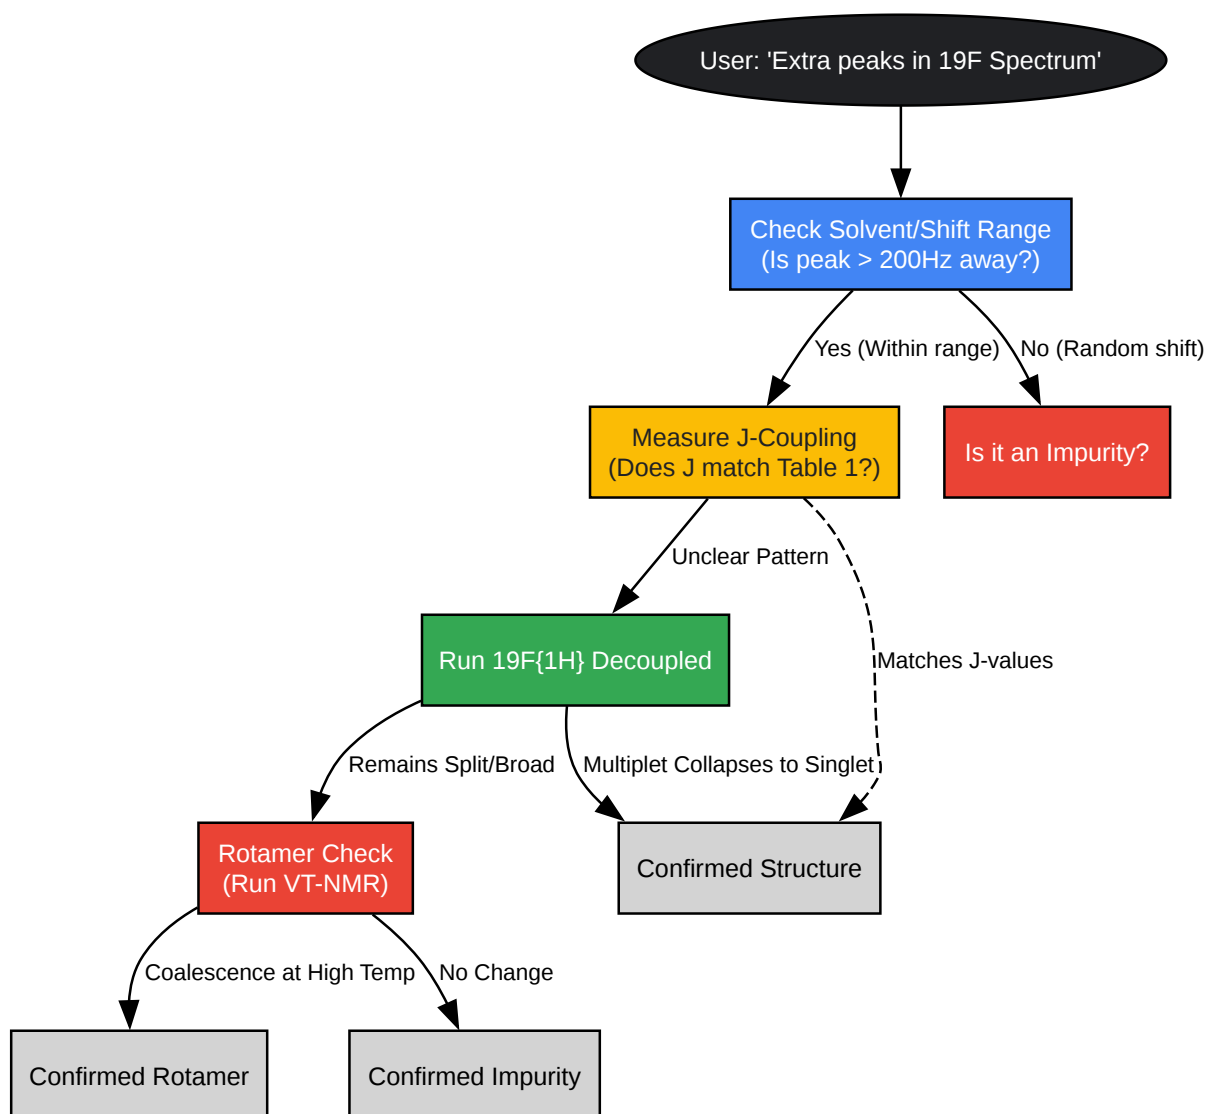 User: 'Extra peaks in 19F Spectrum'
Check Solvent/Shift Range
(Is peak > 200Hz away?)
Yes (Within range)
No (Random shift)
Measure J-Coupling
(Does J match Table 1?)
Is it an Impurity?
Unclear Pattern
Run 19F{1H} Decoupled
Matches J-values
Remains Split/Broad
Multiplet Collapses to Singlet
Rotamer Check
(Run VT-NMR)
Confirmed Structure
Coalescence at High Temp
No Change
Confirmed Rotamer
Confirmed Impurity